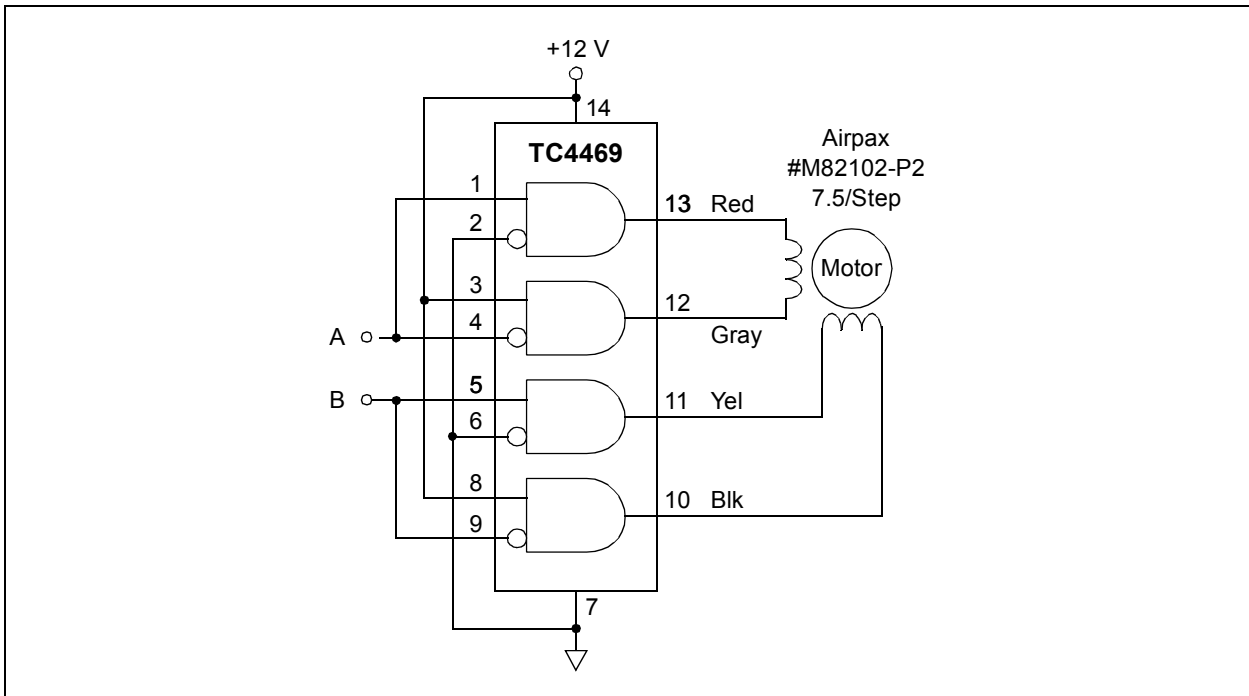 +12 V
14
TC4469
Airpax
#M82102-P2
7.5/Step
1
13 Red
2
Motor
3
12
4
Gray
A
5
11 Yel
B
6
8
10 Blk
9
7